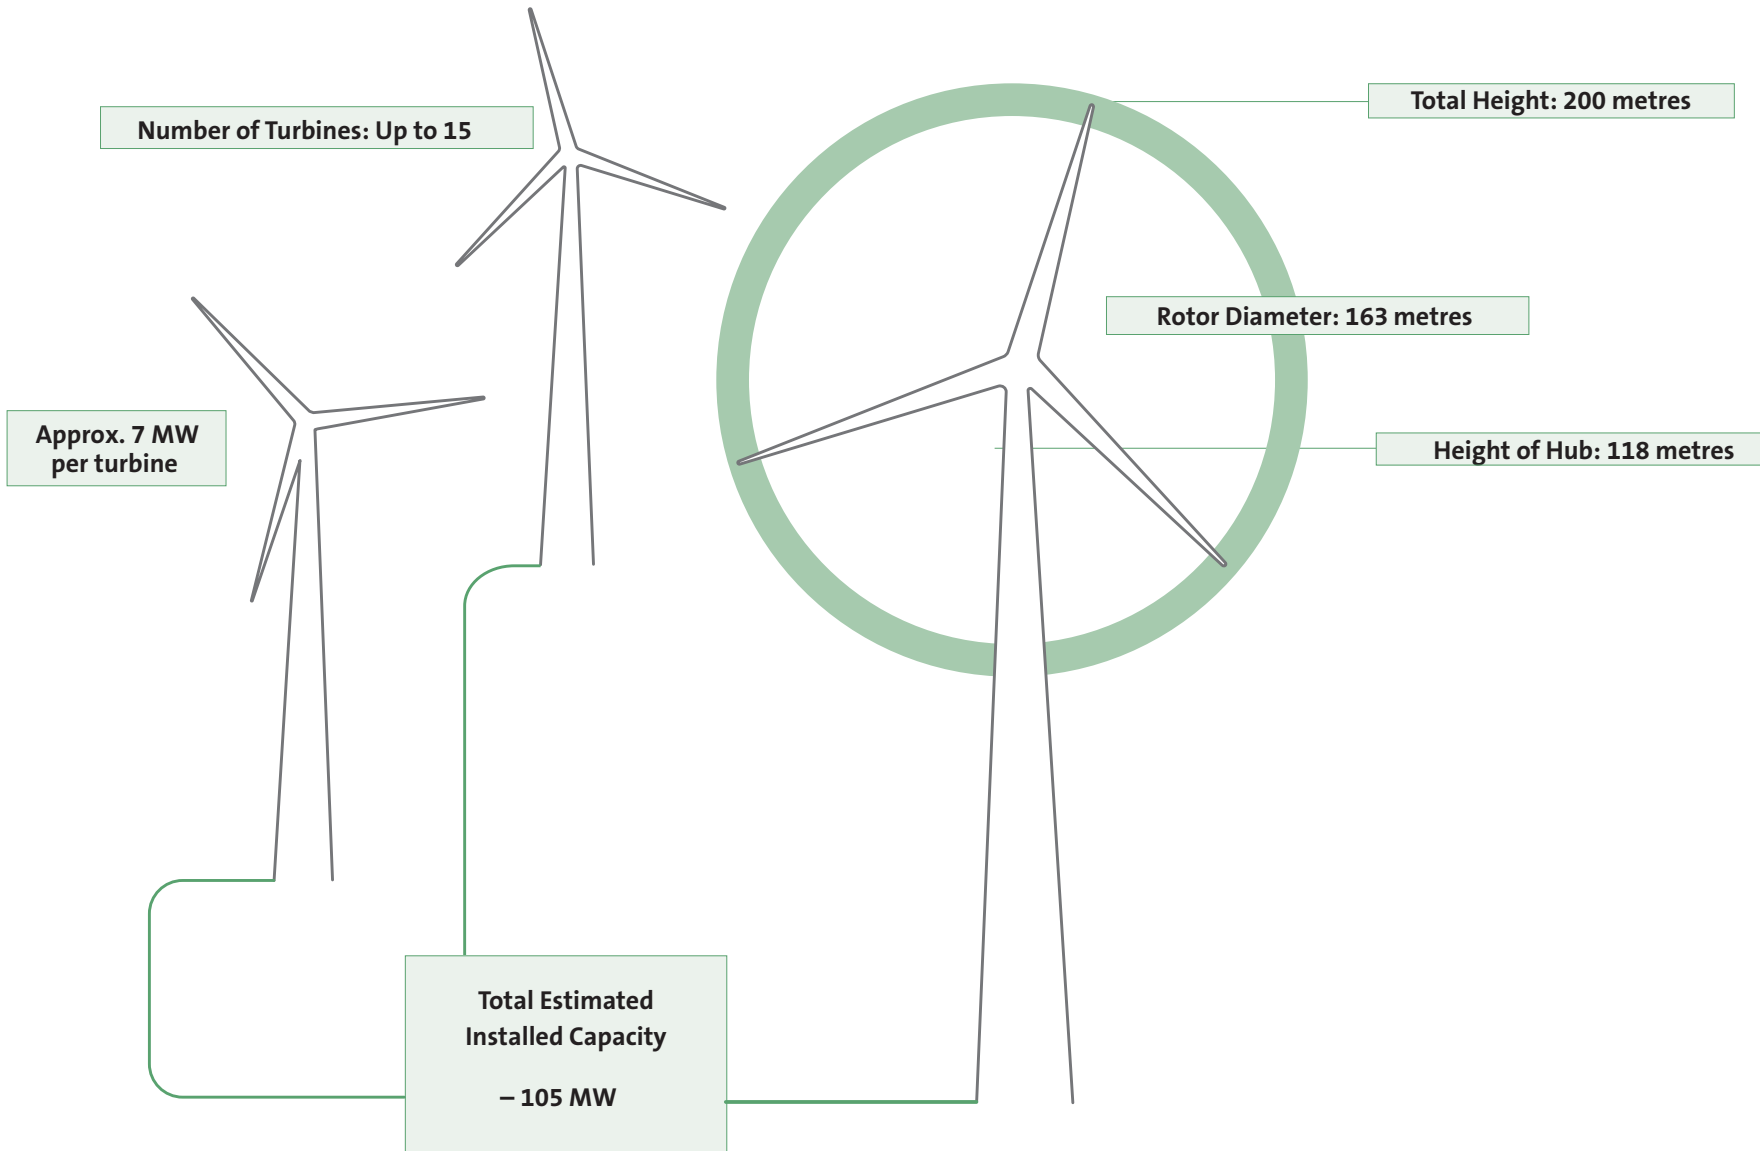 Total Height: 200 metres
Number of Turbines: Up to 15
Rotor Diameter: 163 metres
Approx. 7 MW
per turbine
Height of Hub: 118 metres
Total Estimated
Installed Capacity
– 105 MW